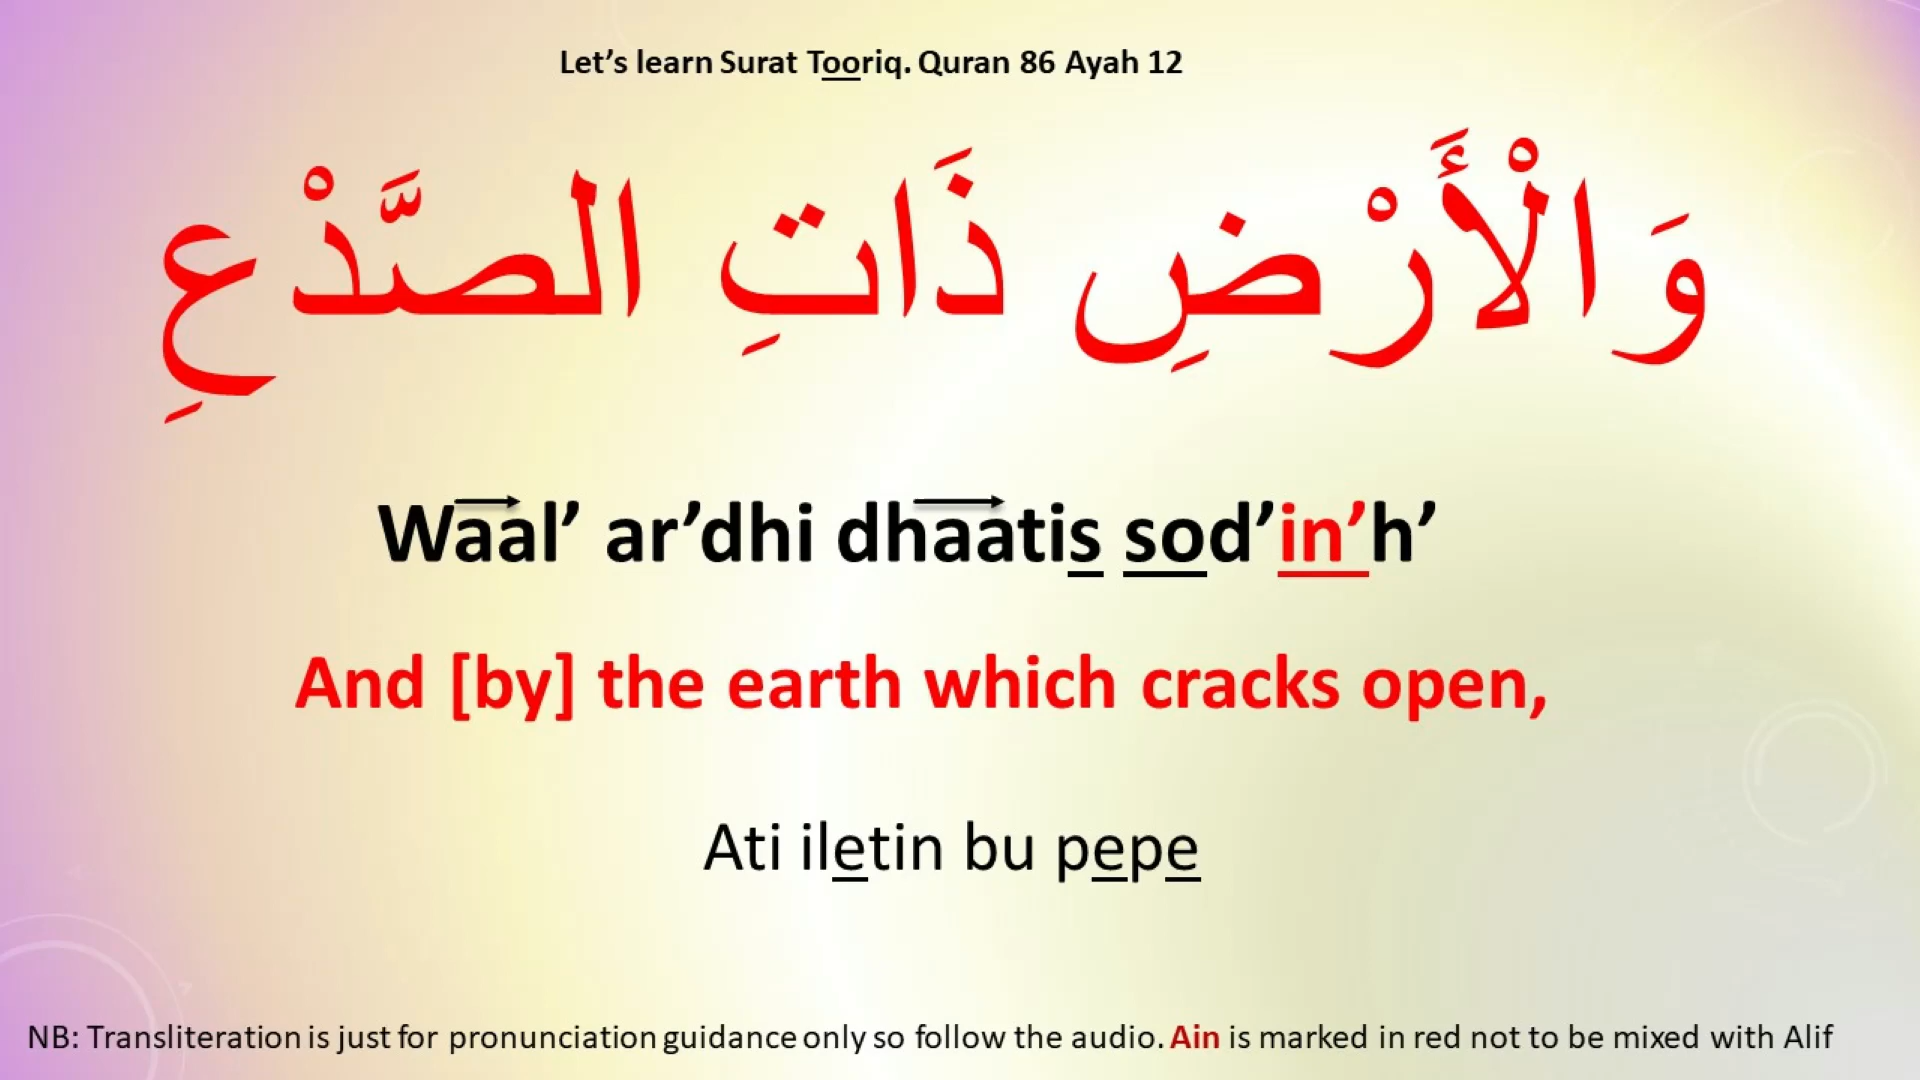 Let’s learn Surat Tooriq. Quran 86 Ayah 12
وَالْأَرْضِ ذَاتِ الصَّدْعِ
Waal’ ar’dhi dhaatis sod’in’h’
And [by] the earth which cracks open,
Ati iletin bu pepe
NB: Transliteration is just for pronunciation guidance only so follow the audio. Ain is marked in red not to be mixed with Alif